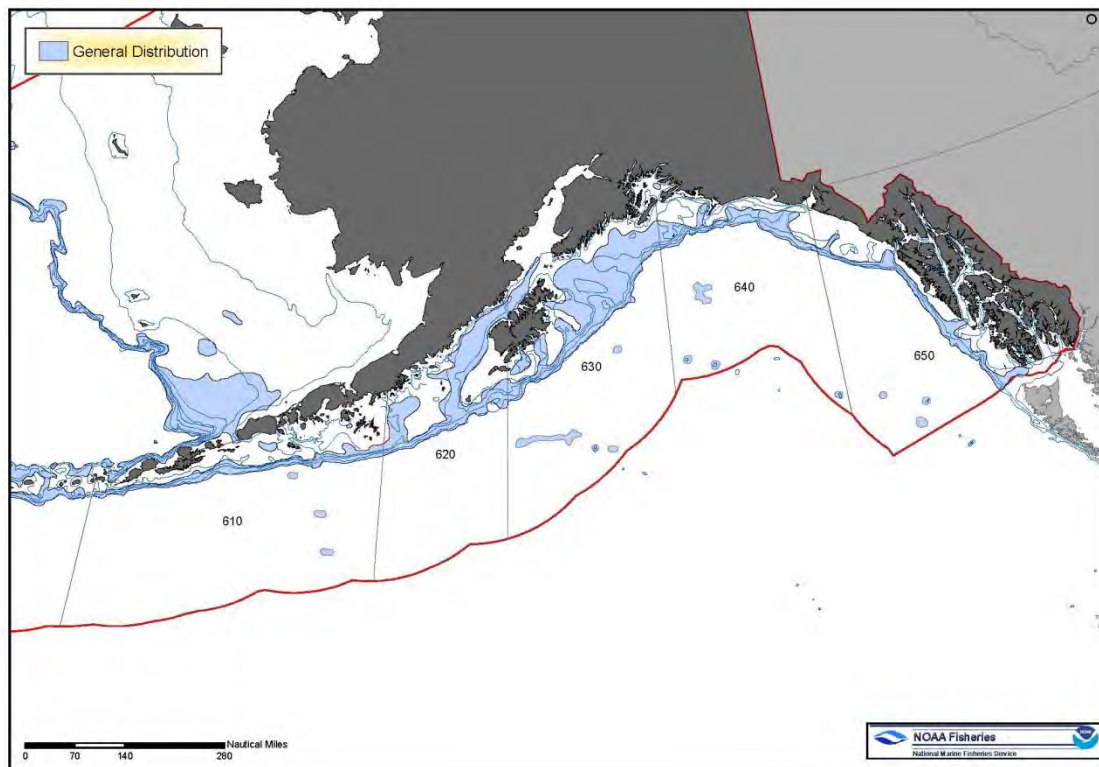 General Distribution
640
650
630
620
610
Nautical Miles
0 70 140 280
NOAA Fisheries
National Marine Fisheries Service